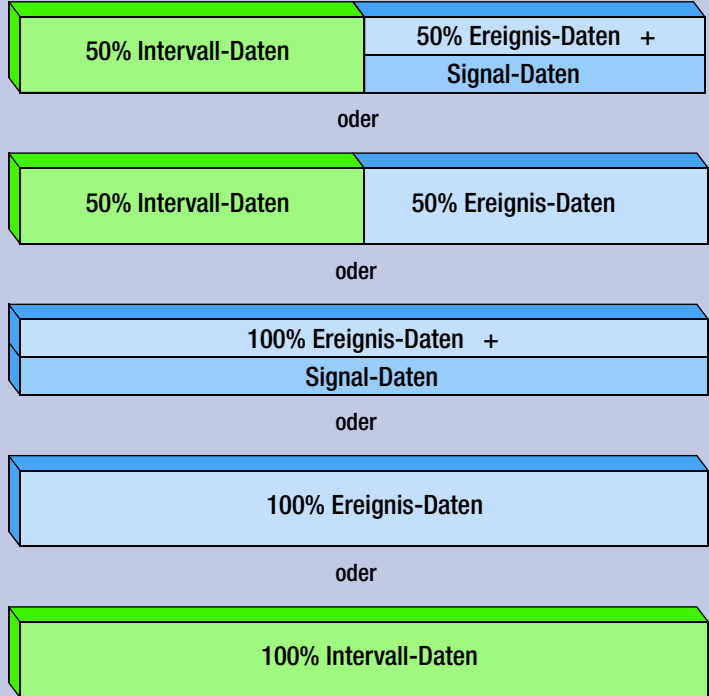 50% Intervall-Daten
50% Ereignis-Daten +
Signal-Daten
oder
50% Intervall-Daten
50% Ereignis-Daten
oder
100% Ereignis-Daten +
Signal-Daten
oder
100% Ereignis-Daten
oder
100% Intervall-Daten